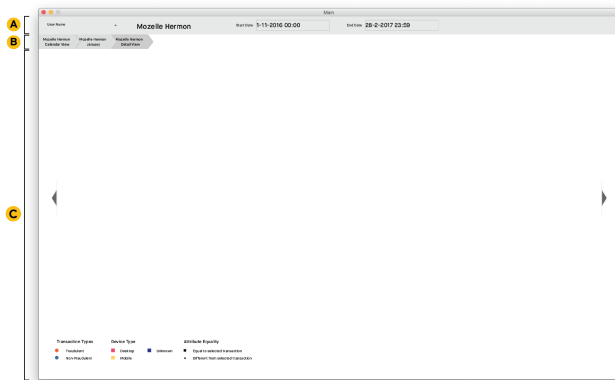 Main
A
User Name
Mozelle Hermon
Start Date 1-11-2016 00:00
End Date 28-2-2017 23:59
B
Mozelle Hermon
Calendar View
Mozelle Hermon
January
Mozelle Hermon
Detail View
C
Transaction Types
Fraudulent
Non-Fraudulent
Device Type
Desktop
Unknown
Mobile
Attribute Equality
Equal to selected transaction
Different from selected transaction